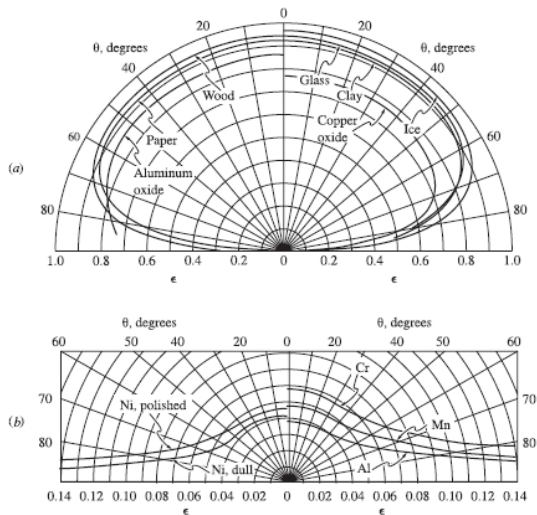 0
20 20
θ, degrees θ, degrees
40 40
Glass
Wood Clay
Copper
oxide
Ice
60 Paper 60
(a)
Aluminum
oxide
80 80
1.0 0.8 0.6 0.4 0.2 0 0.2 0.4 0.6 0.8 1.0
ϵ ϵ
θ, degrees θ, degrees
60 50 40 20 0 20 30 40 50 60
Cr
70 Ni, polished 70
(b) Mn
80 80
Ni, dull Al
0.14 0.12 0.10 0.08 0.06 0.04 0.02 0 0.02 0.04 0.06 0.08 0.10 0.12 0.14
ϵ ϵ